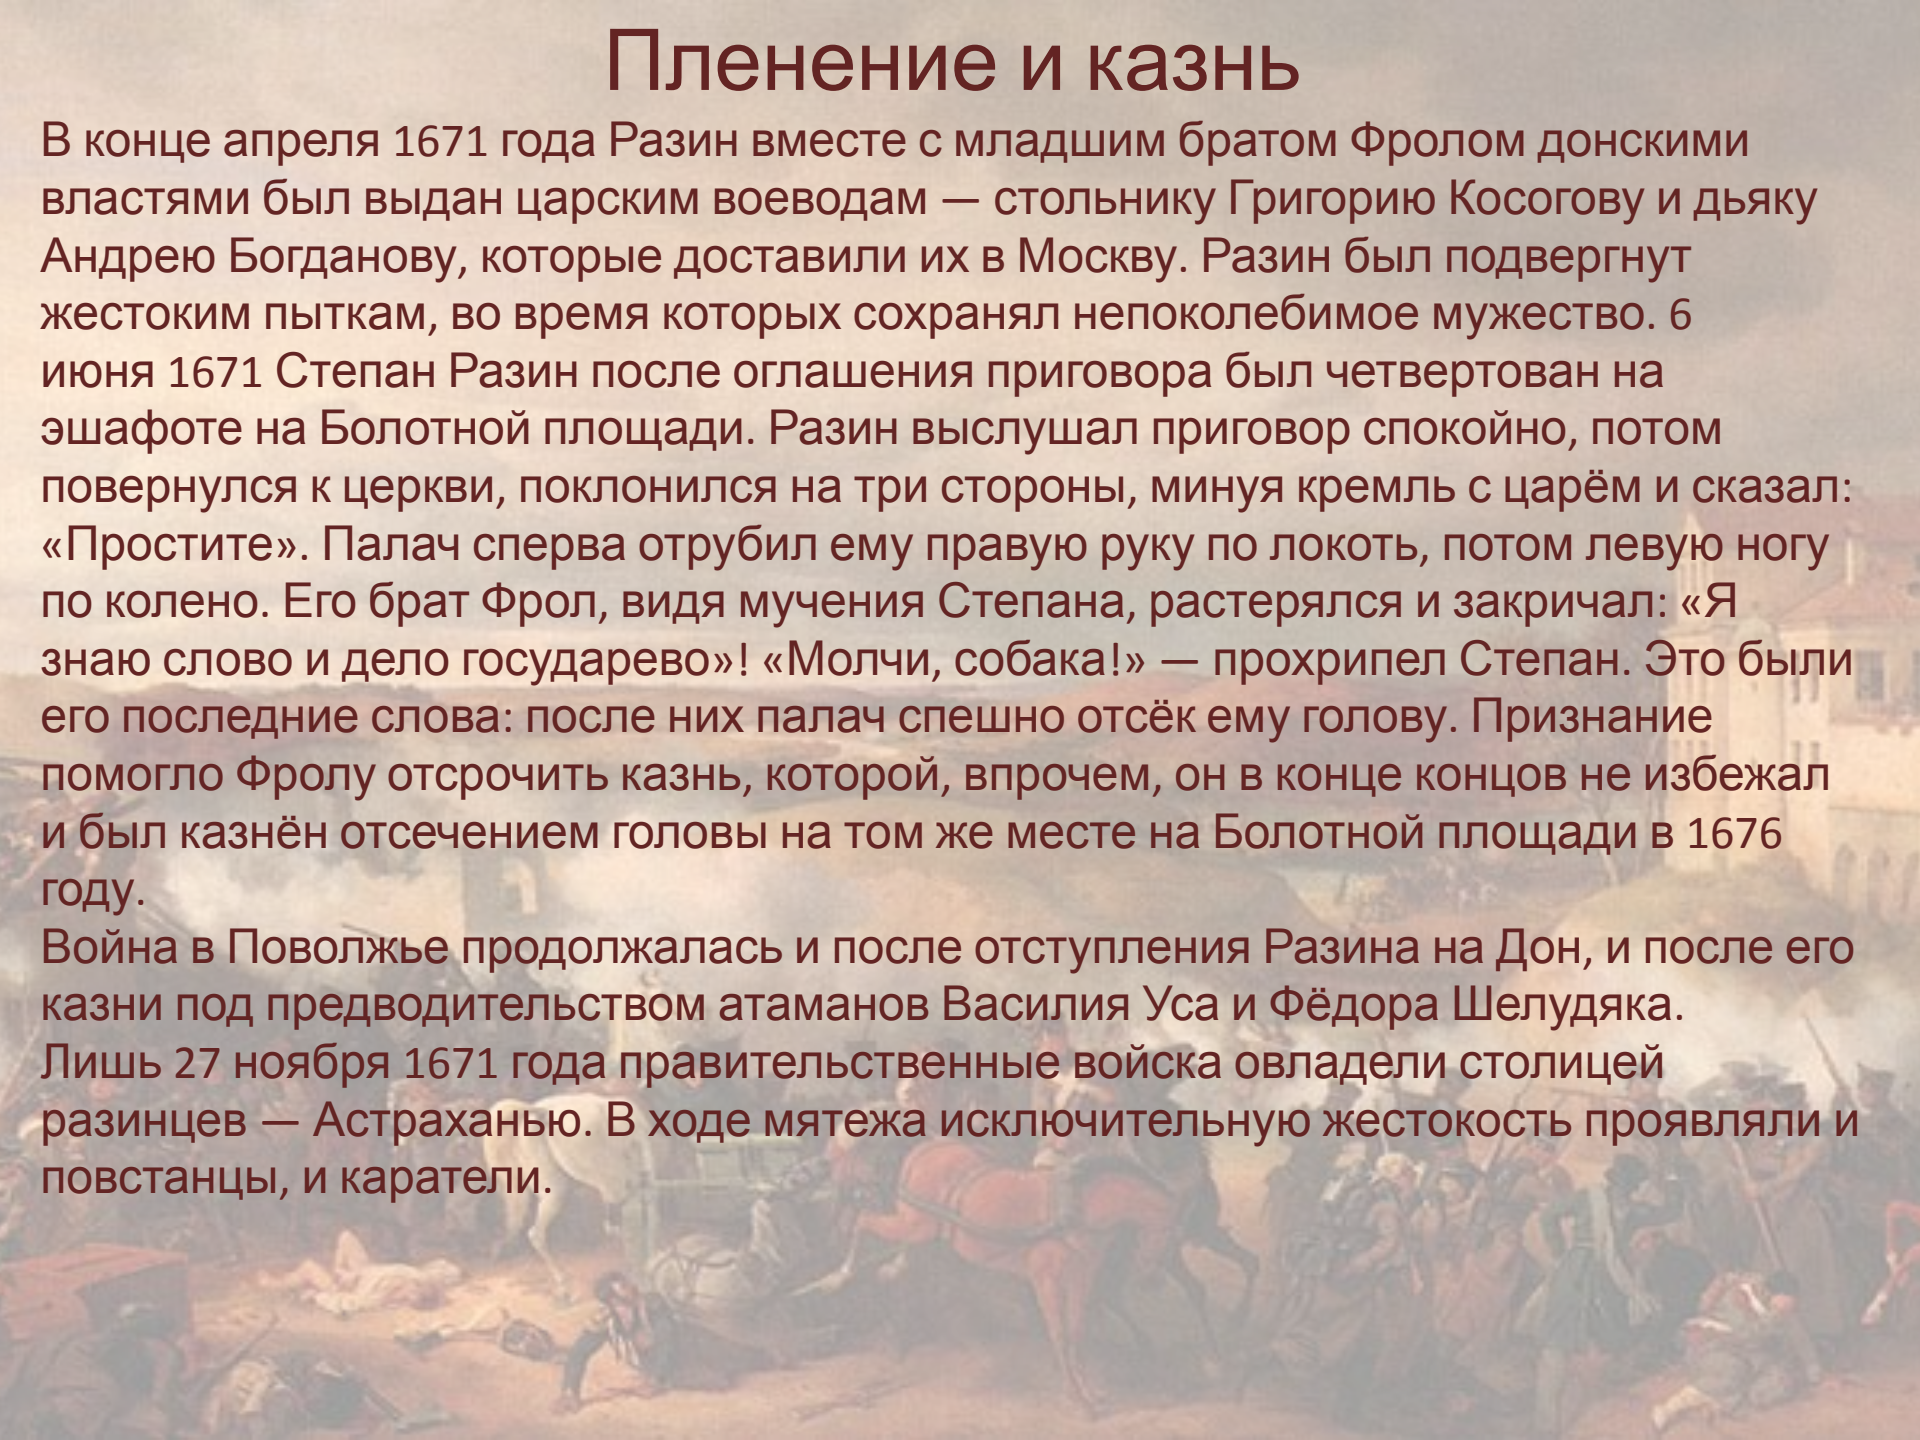 Пленение и казнь
В конце апреля 1671 года Разин вместе с младшим братом Фролом донскими
властями был выдан царским воеводам — стольнику Григорию Косогову и дьяку
Андрею Богданову, которые доставили их в Москву. Разин был подвергнут
жестоким пыткам, во время которых сохранял непоколебимое мужество. 6
июня 1671 Степан Разин после оглашения приговора был четвертован на
эшафоте на Болотной площади. Разин выслушал приговор спокойно, потом
повернулся к церкви, поклонился на три стороны, минуя кремль с царём и сказал:
«Простите». Палач сперва отрубил ему правую руку по локоть, потом левую ногу
по колено. Его брат Фрол, видя мучения Степана, растерялся и закричал: «Я
знаю слово и дело государево»! «Молчи, собака!» — прохрипел Степан. Это были
его последние слова: после них палач спешно отсёк ему голову. Признание
помогло Фролу отсрочить казнь, которой, впрочем, он в конце концов не избежал
и был казнён отсечением головы на том же месте на Болотной площади в 1676
году.
Война в Поволжье продолжалась и после отступления Разина на Дон, и после его
казни под предводительством атаманов Василия Уса и Фёдора Шелудяка.
Лишь 27 ноября 1671 года правительственные войска овладели столицей
разинцев — Астраханью. В ходе мятежа исключительную жестокость проявляли и
повстанцы, и каратели.